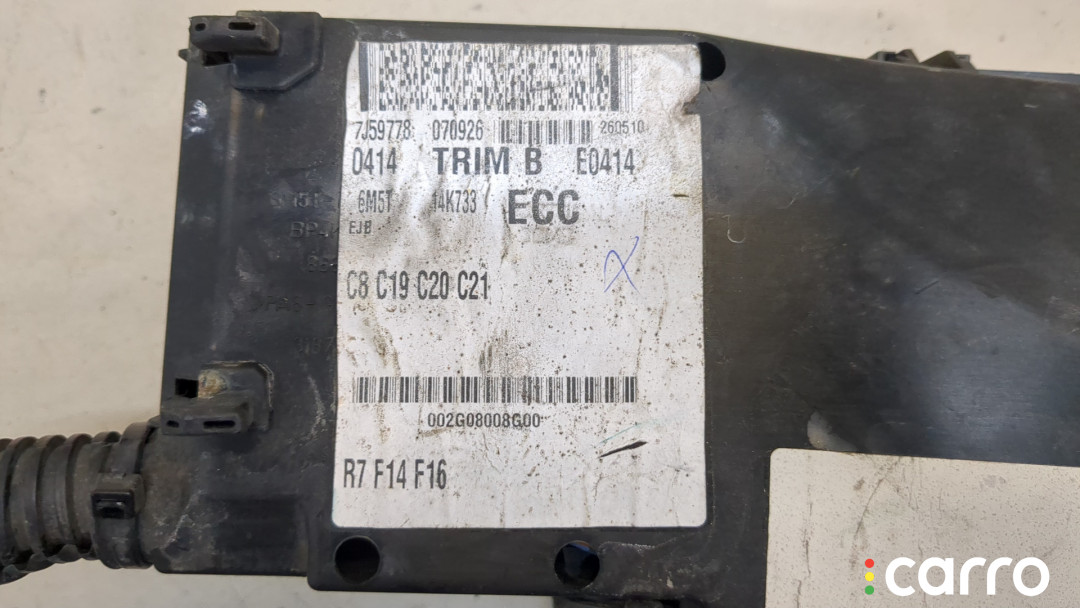 7J59778 070926 260510
0414 TRIM B E0414
6M5T 14K733 ECC
EJB
C8 C19 C20 C21
002G08008G00
R7 F14 F16
carro